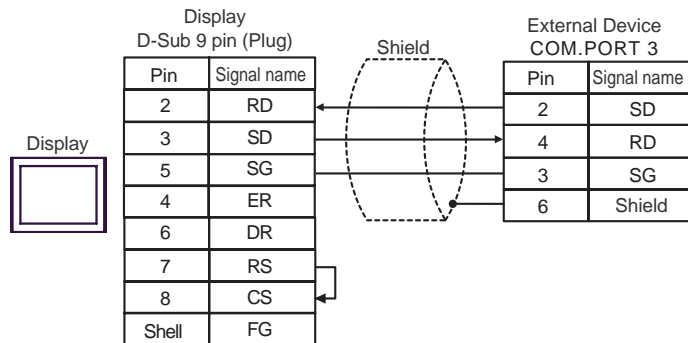 Display
D-Sub 9 pin (Plug)
Shield
External Device
COM.PORT 3
Display
Pin Signal name
2 RD
3 SD
5 SG
4 ER
6 DR
7 RS
8 CS
Shell FG
Pin Signal name
2 SD
4 RD
3 SG
6 Shield